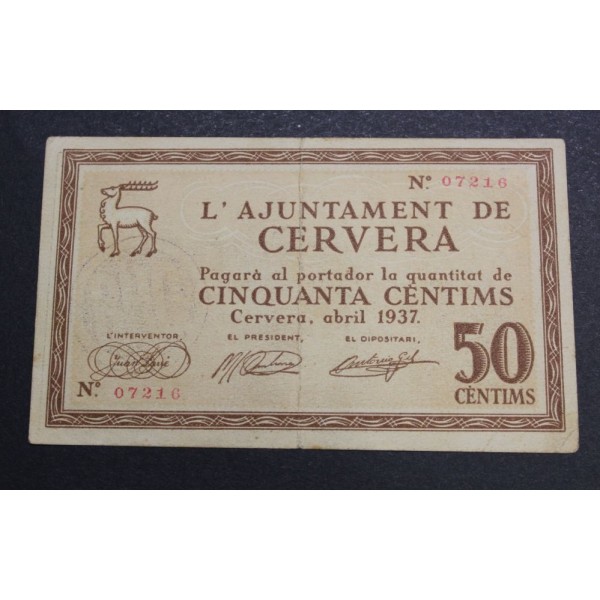 Nº 07216
L'AJUNTAMENT DE
CERVERA
Pagarà al portador la quantitat de
CINQUANTA CÈNTIMS
Cervera, abril 1937.
L'INTERVENTOR, EL PRESIDENT, EL DIPOSITARI,
Nº 07216
50
CÈNTIMS